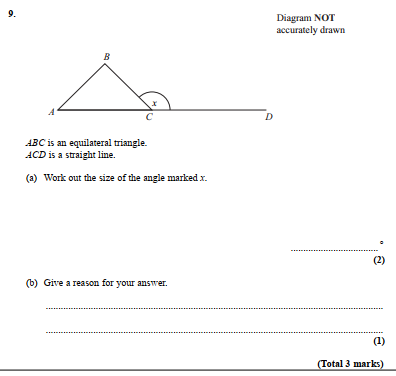 9.
Diagram NOT
accurately drawn
B
x
A
C
D
ABC is an equilateral triangle.
ACD is a straight line.
(a) Work out the size of the angle marked x.
.................................°
(2)
(b) Give a reason for your answer.
................................................................................
................................................................................
(1)
(Total 3 marks)